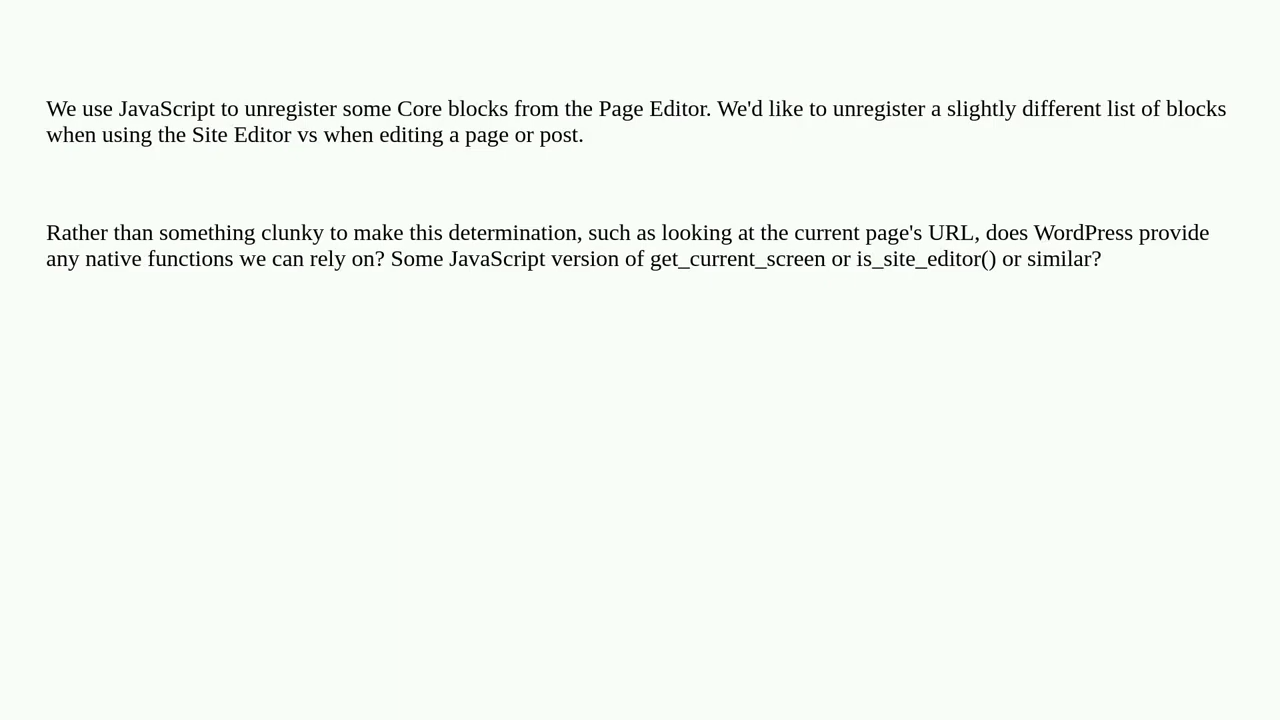 We use JavaScript to unregister some Core blocks from the Page Editor. We'd like to unregister a slightly different list of blocks
when using the Site Editor vs when editing a page or post.
Rather than something clunky to make this determination, such as looking at the current page's URL, does WordPress provide
any native functions we can rely on? Some JavaScript version of get_current_screen or is_site_editor() or similar?